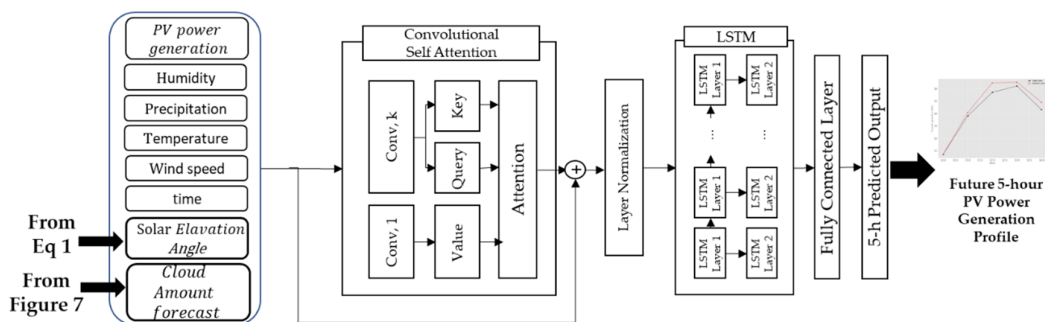 PV power
generation
Humidity
Precipitation
Temperature
Wind speed
time
From
Eq 1
Solar Elavation
Angle
From
Figure 7
Cloud
Amount
forecast
Convolutional
Self Attention
Conv, k
Key
Query
Conv, 1
Value
Attention
+
Layer Normalization
LSTM
LSTM
Layer 1
LSTM
Layer 2
...
...
LSTM
Layer 1
LSTM
Layer 2
LSTM
Layer 1
LSTM
Layer 2
Fully Connected Layer
5-h Predicted Output
Future 5-hour
PV Power
Generation
Profile